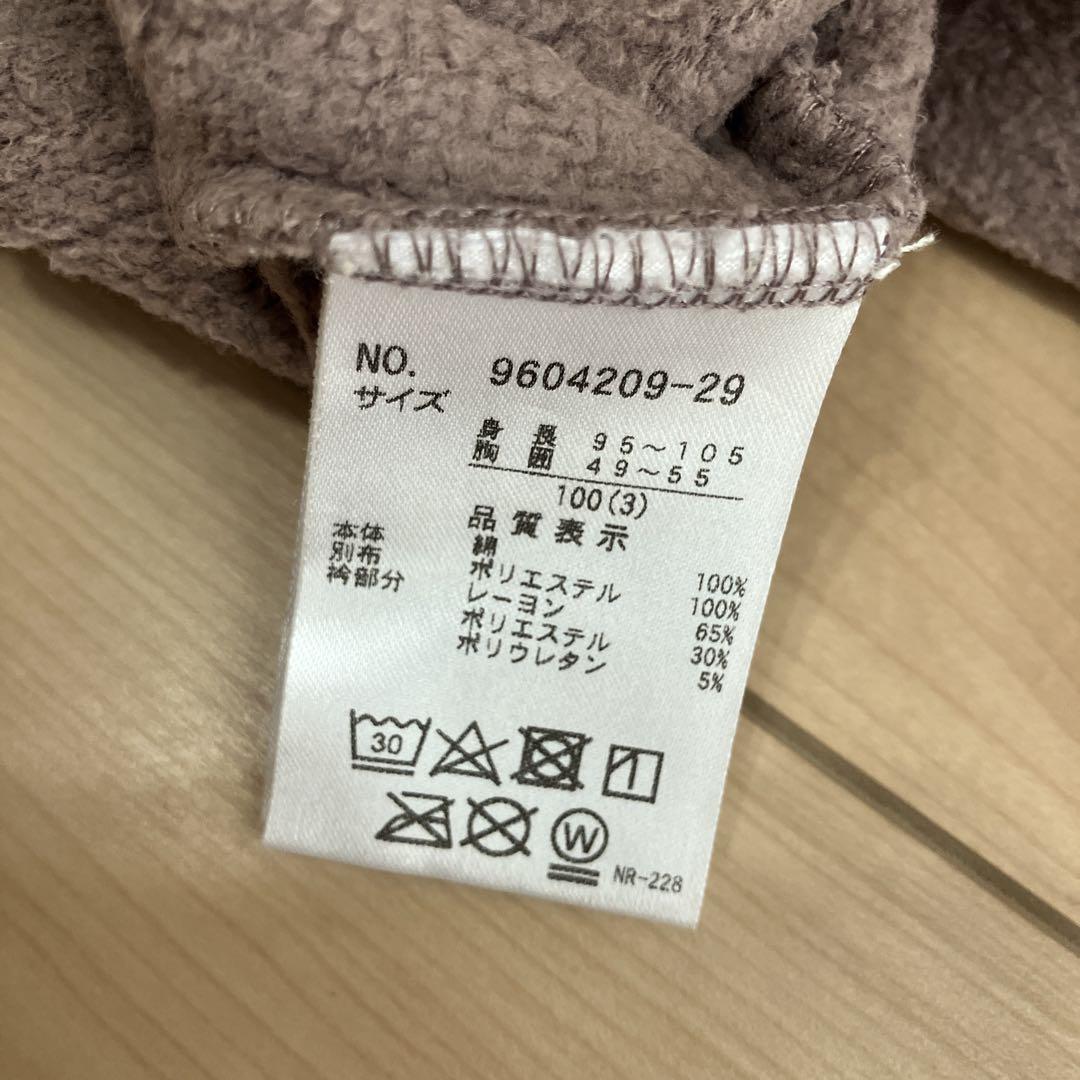 NO. 9604209-29
サイズ
身長 95～105
胸囲 49～55
100(3)
品質表示
本体 綿 100%
別布 ポリエステル 100%
衿部分 レーヨン 65%
ポリエステル 30%
ポリウレタン 5%
30
W
NR-228